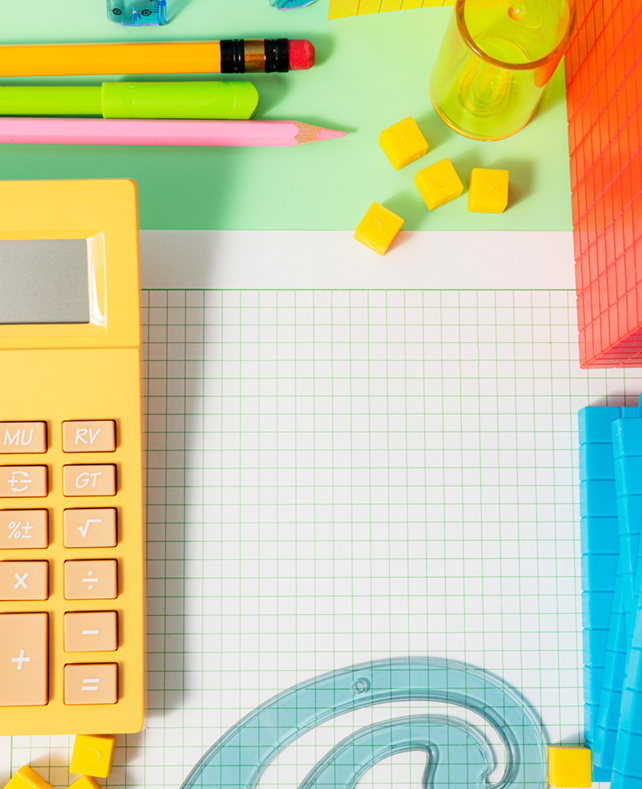 MU RV
GT
%± √
× ÷
−
+
=